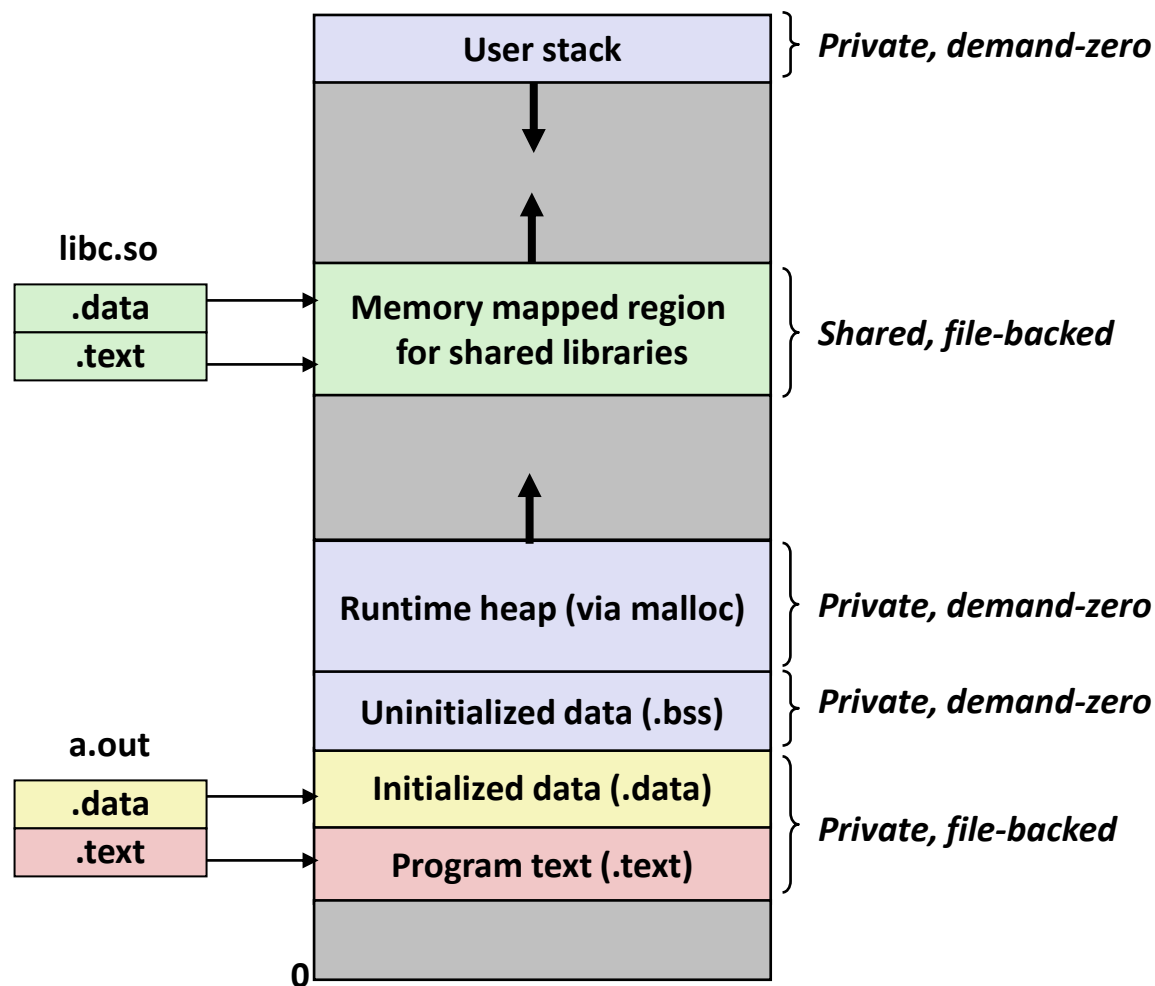 User stack
Private, demand-zero
libc.so
.data
.text
Memory mapped region
for shared libraries
Shared, file-backed
Runtime heap (via malloc)
Private, demand-zero
Uninitialized data (.bss)
Private, demand-zero
a.out
.data
.text
Initialized data (.data)
Program text (.text)
Private, file-backed
0